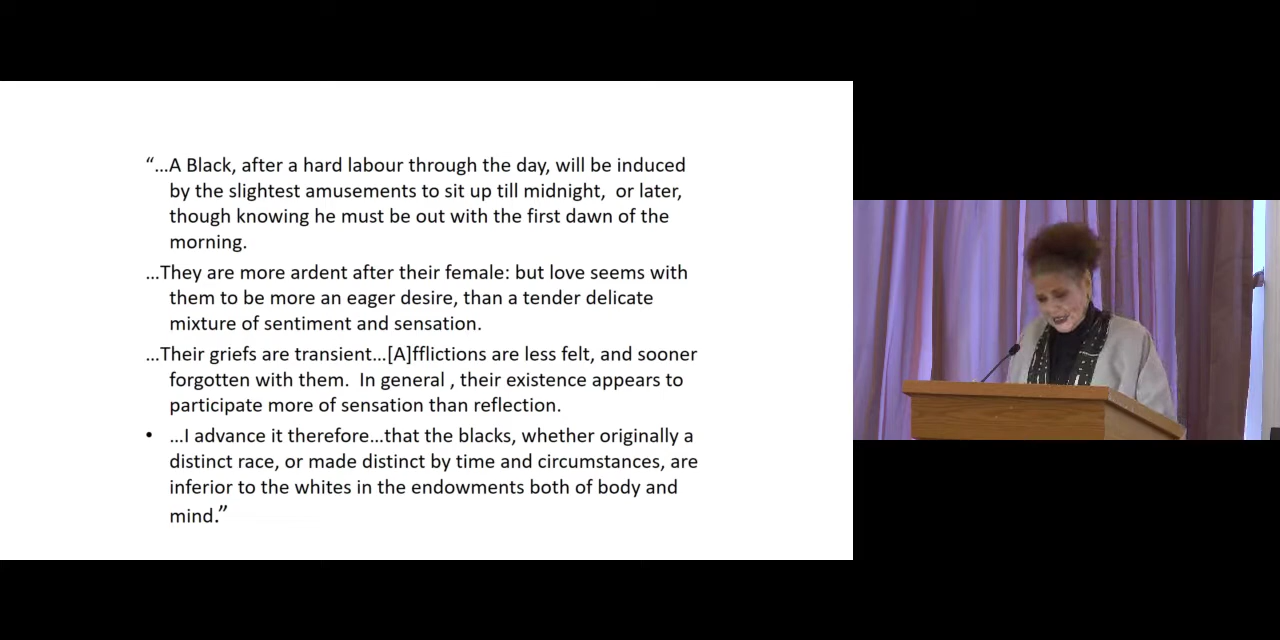 “…A Black, after a hard labour through the day, will be induced
by the slightest amusements to sit up till midnight, or later,
though knowing he must be out with the first dawn of the
morning.
…They are more ardent after their female: but love seems with
them to be more an eager desire, than a tender delicate
mixture of sentiment and sensation.
…Their griefs are transient…[A]fflictions are less felt, and sooner
forgotten with them. In general , their existence appears to
participate more of sensation than reflection.
• …I advance it therefore…that the blacks, whether originally a
distinct race, or made distinct by time and circumstances, are
inferior to the whites in the endowments both of body and
mind.”